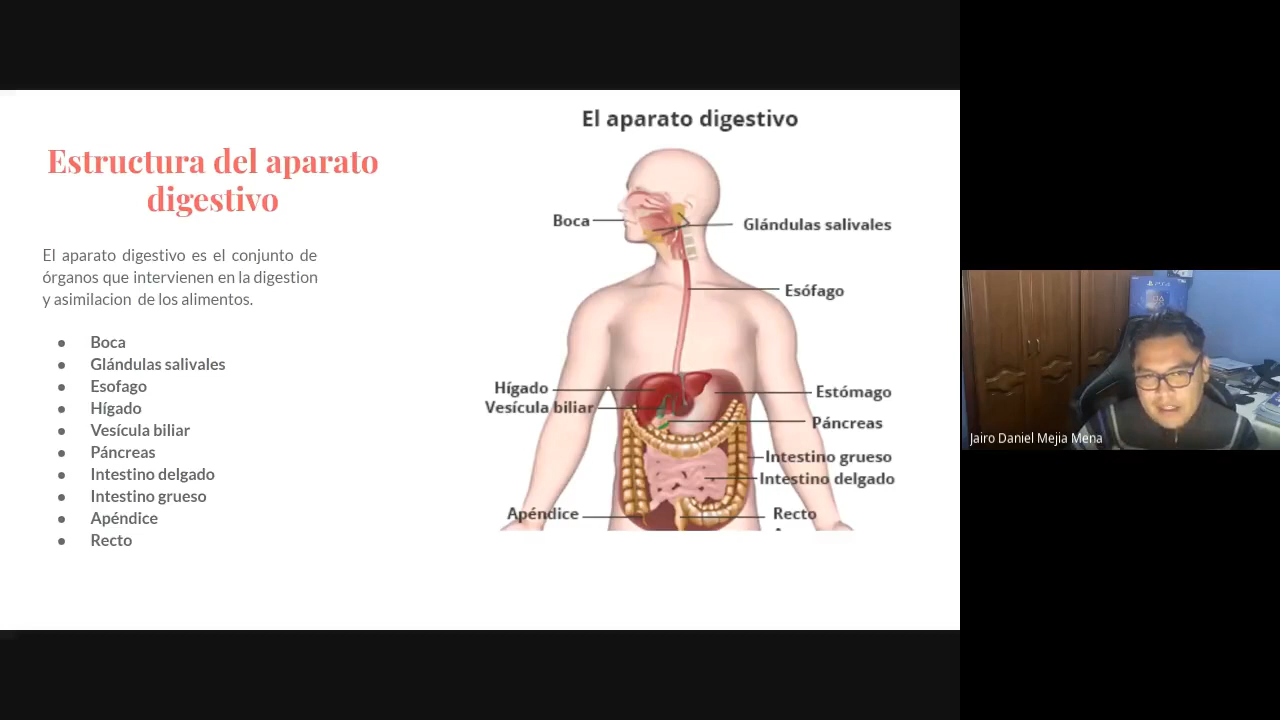 Estructura del aparato
digestivo
El aparato digestivo es el conjunto de
órganos que intervienen en la digestion
y asimilacion de los alimentos.
● Boca
● Glándulas salivales
● Esofago
● Hígado
● Vesícula biliar
● Páncreas
● Intestino delgado
● Intestino grueso
● Apéndice
● Recto
El aparato digestivo
Boca
Glándulas salivales
Esófago
Hígado
Estómago
Vesícula biliar
Páncreas
Intestino grueso
Intestino delgado
Apéndice
Recto
PS4
Jairo Daniel Mejia Mena